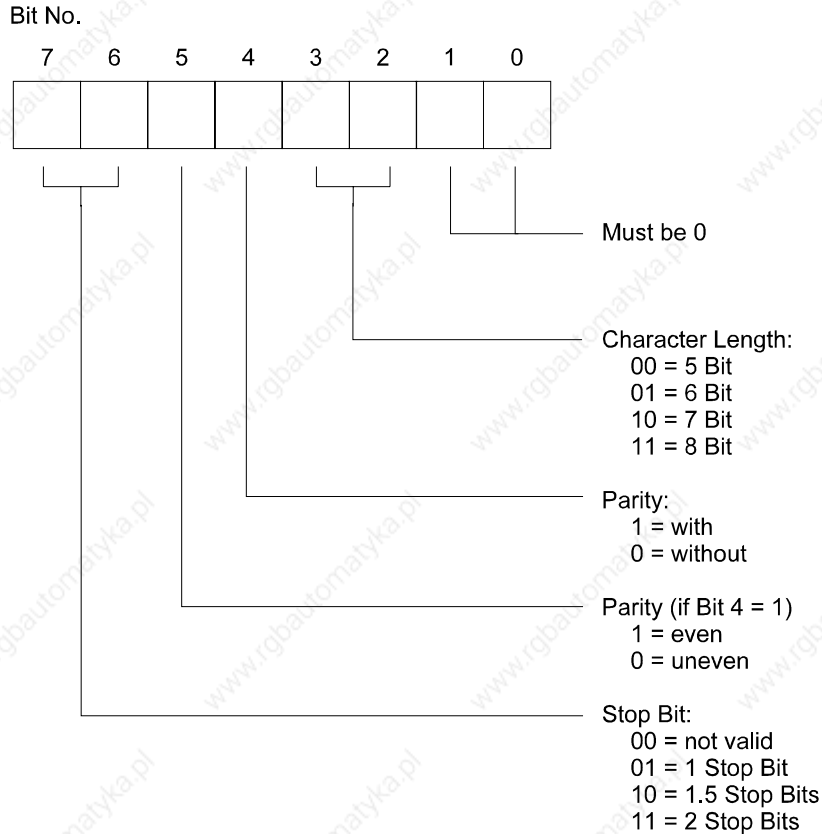 Bit No.
7 6 5 4 3 2 1 0
Must be 0
Character Length:
00 = 5 Bit
01 = 6 Bit
10 = 7 Bit
11 = 8 Bit
Parity:
1 = with
0 = without
Parity (if Bit 4 = 1)
1 = even
0 = uneven
Stop Bit:
00 = not valid
01 = 1 Stop Bit
10 = 1.5 Stop Bits
11 = 2 Stop Bits
www.rgbautomatyka.pl